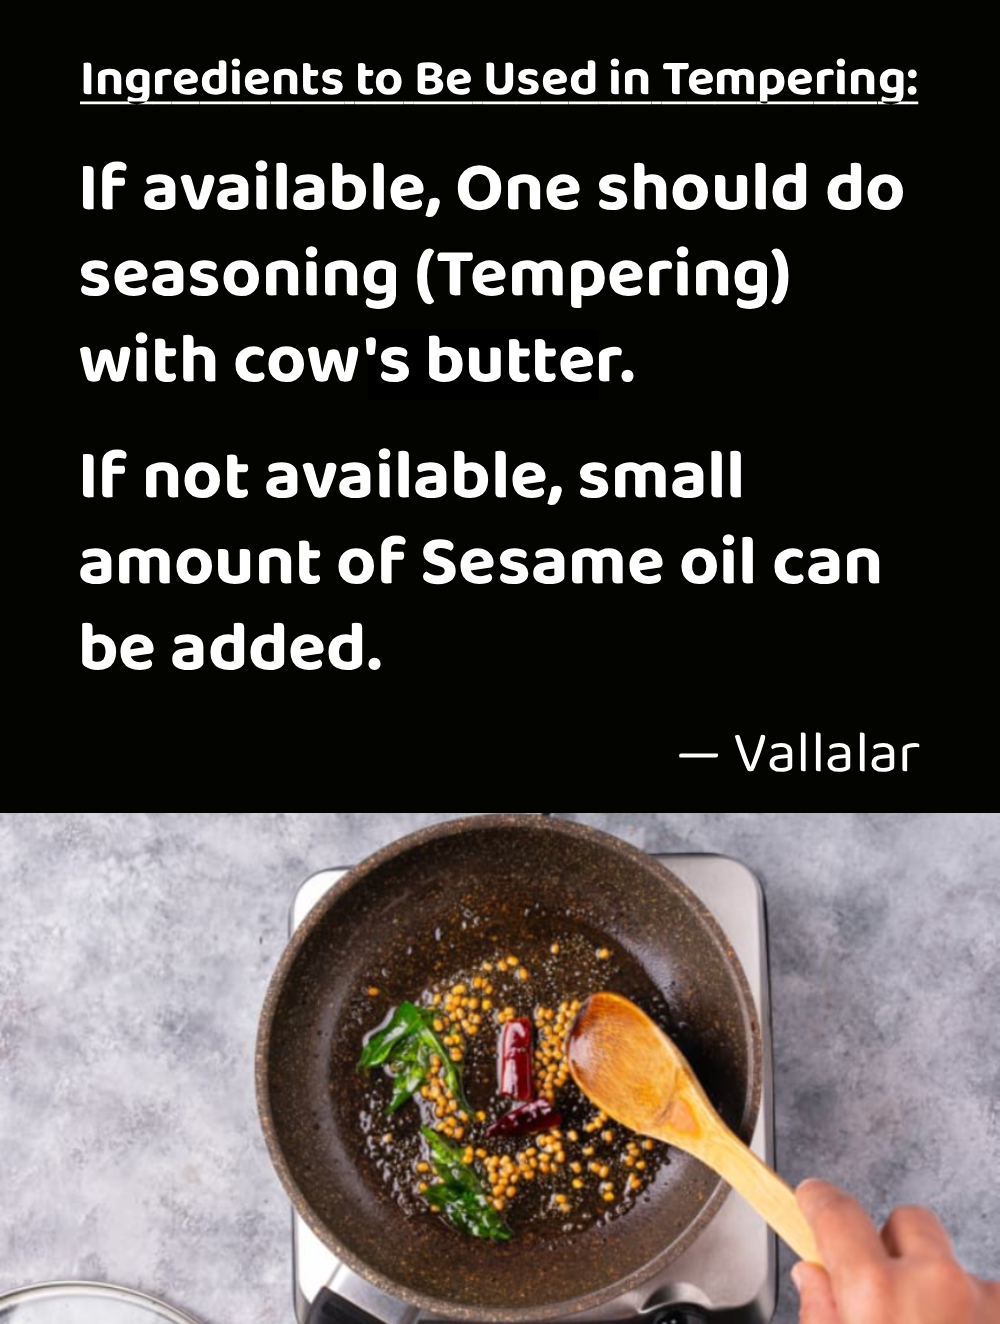 Ingredients to Be Used in Tempering:
If available, One should do
seasoning (Tempering)
with cow's butter.
If not available, small
amount of Sesame oil can
be added.
— Vallalar